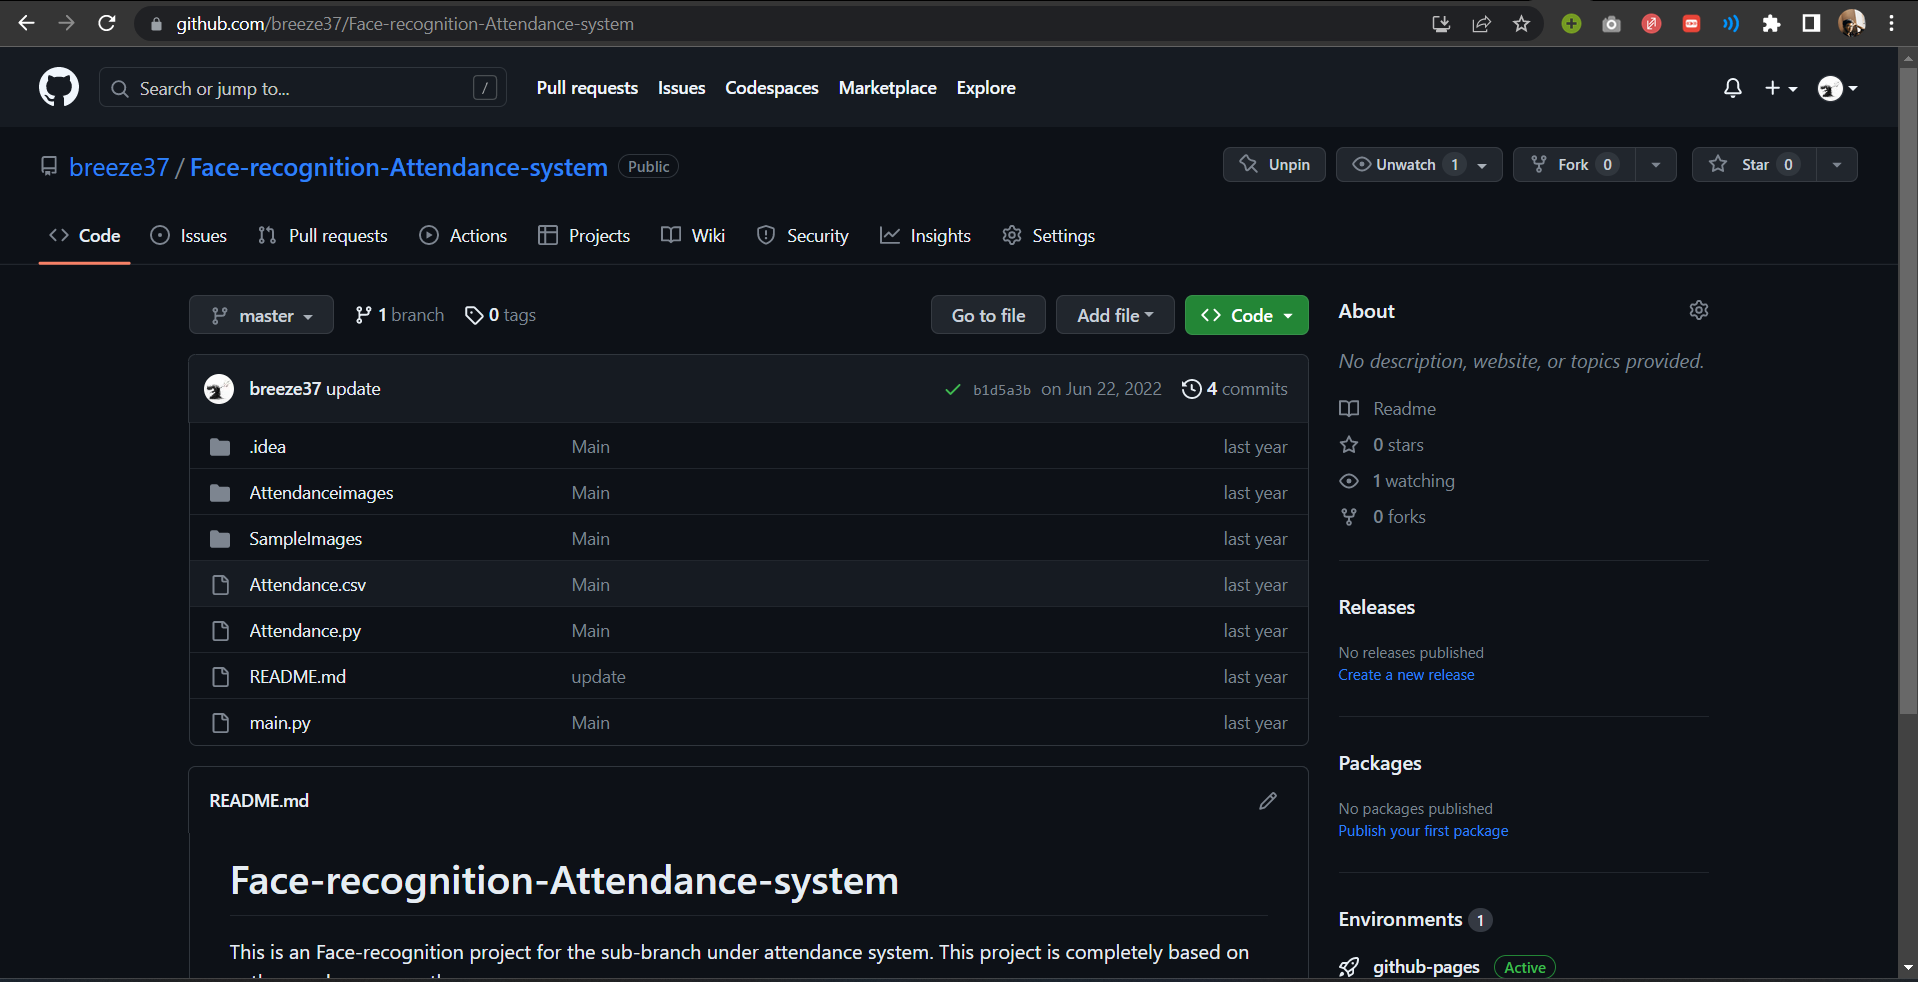 github.com/breeze37/Face-recognition-Attendance-system
Search or jump to... /
Pull requests Issues Codespaces Marketplace Explore
breeze37 / Face-recognition-Attendance-system Public
Unpin Unwatch 1 Fork 0 Star 0
Code Issues Pull requests Actions Projects Wiki Security Insights Settings
master 1 branch 0 tags Go to file Add file Code
breeze37 update b1d5a3b on Jun 22, 2022 4 commits
.idea Main last year
Attendanceimages Main last year
SampleImages Main last year
Attendance.csv Main last year
Attendance.py Main last year
README.md update last year
main.py Main last year
README.md
Face-recognition-Attendance-system
This is an Face-recognition project for the sub-branch under attendance system. This project is completely based on
About
No description, website, or topics provided.
Readme
0 stars
1 watching
0 forks
Releases
No releases published
Create a new release
Packages
No packages published
Publish your first package
Environments 1
github-pages Active